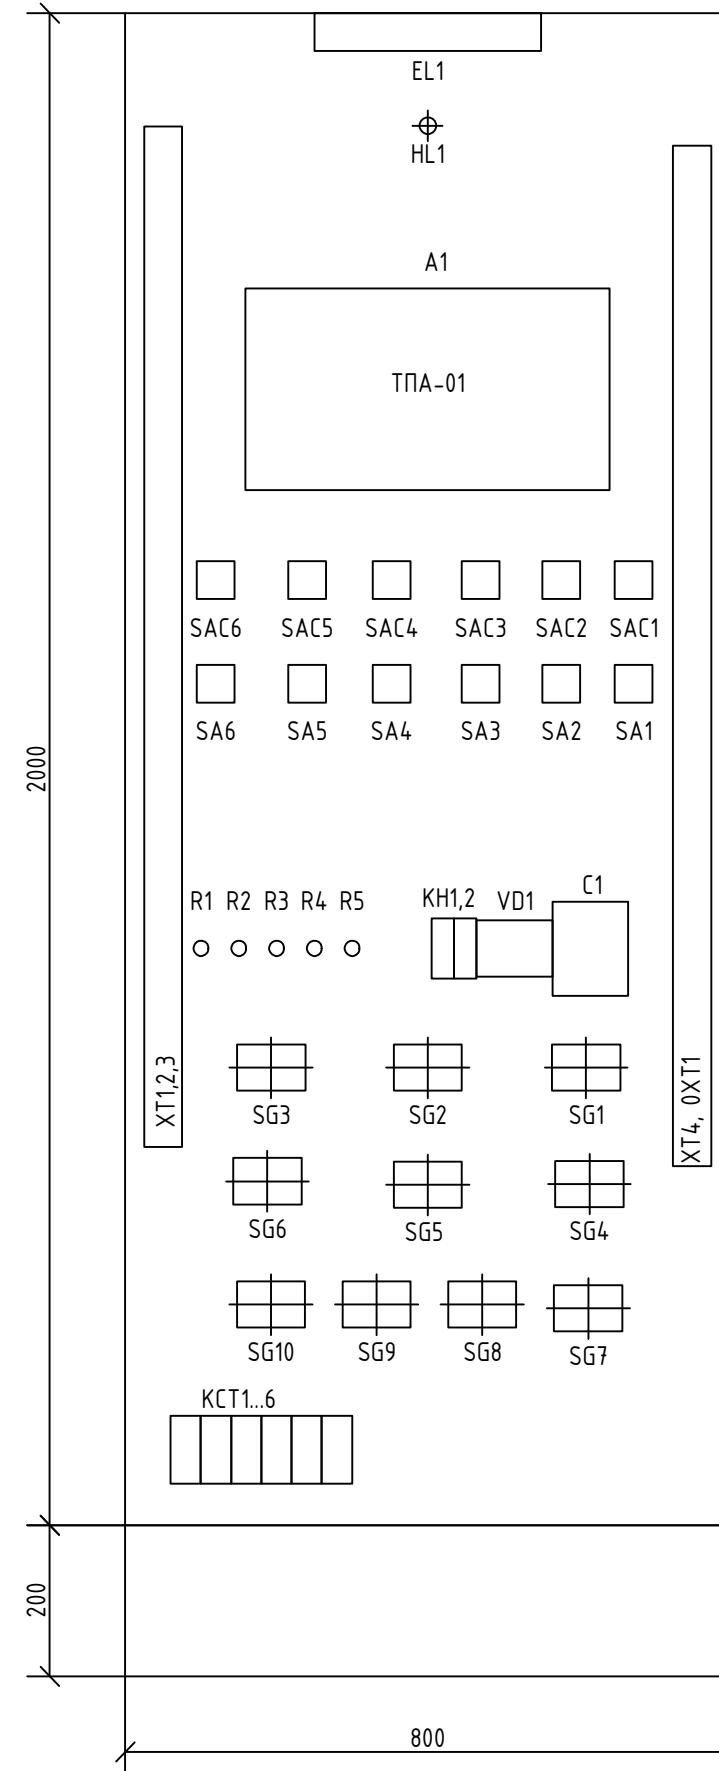 EL1
HL1
A1
ТПА-01
SAC6 SAC5 SAC4 SAC3 SAC2 SAC1
SA6 SA5 SA4 SA3 SA2 SA1
2000
R1 R2 R3 R4 R5 КН1,2 VD1 C1
XT1,2,3
XT4, 0XT1
SG3 SG2 SG1
SG6 SG5 SG4
SG10 SG9 SG8 SG7
КСТ1...6
200
800